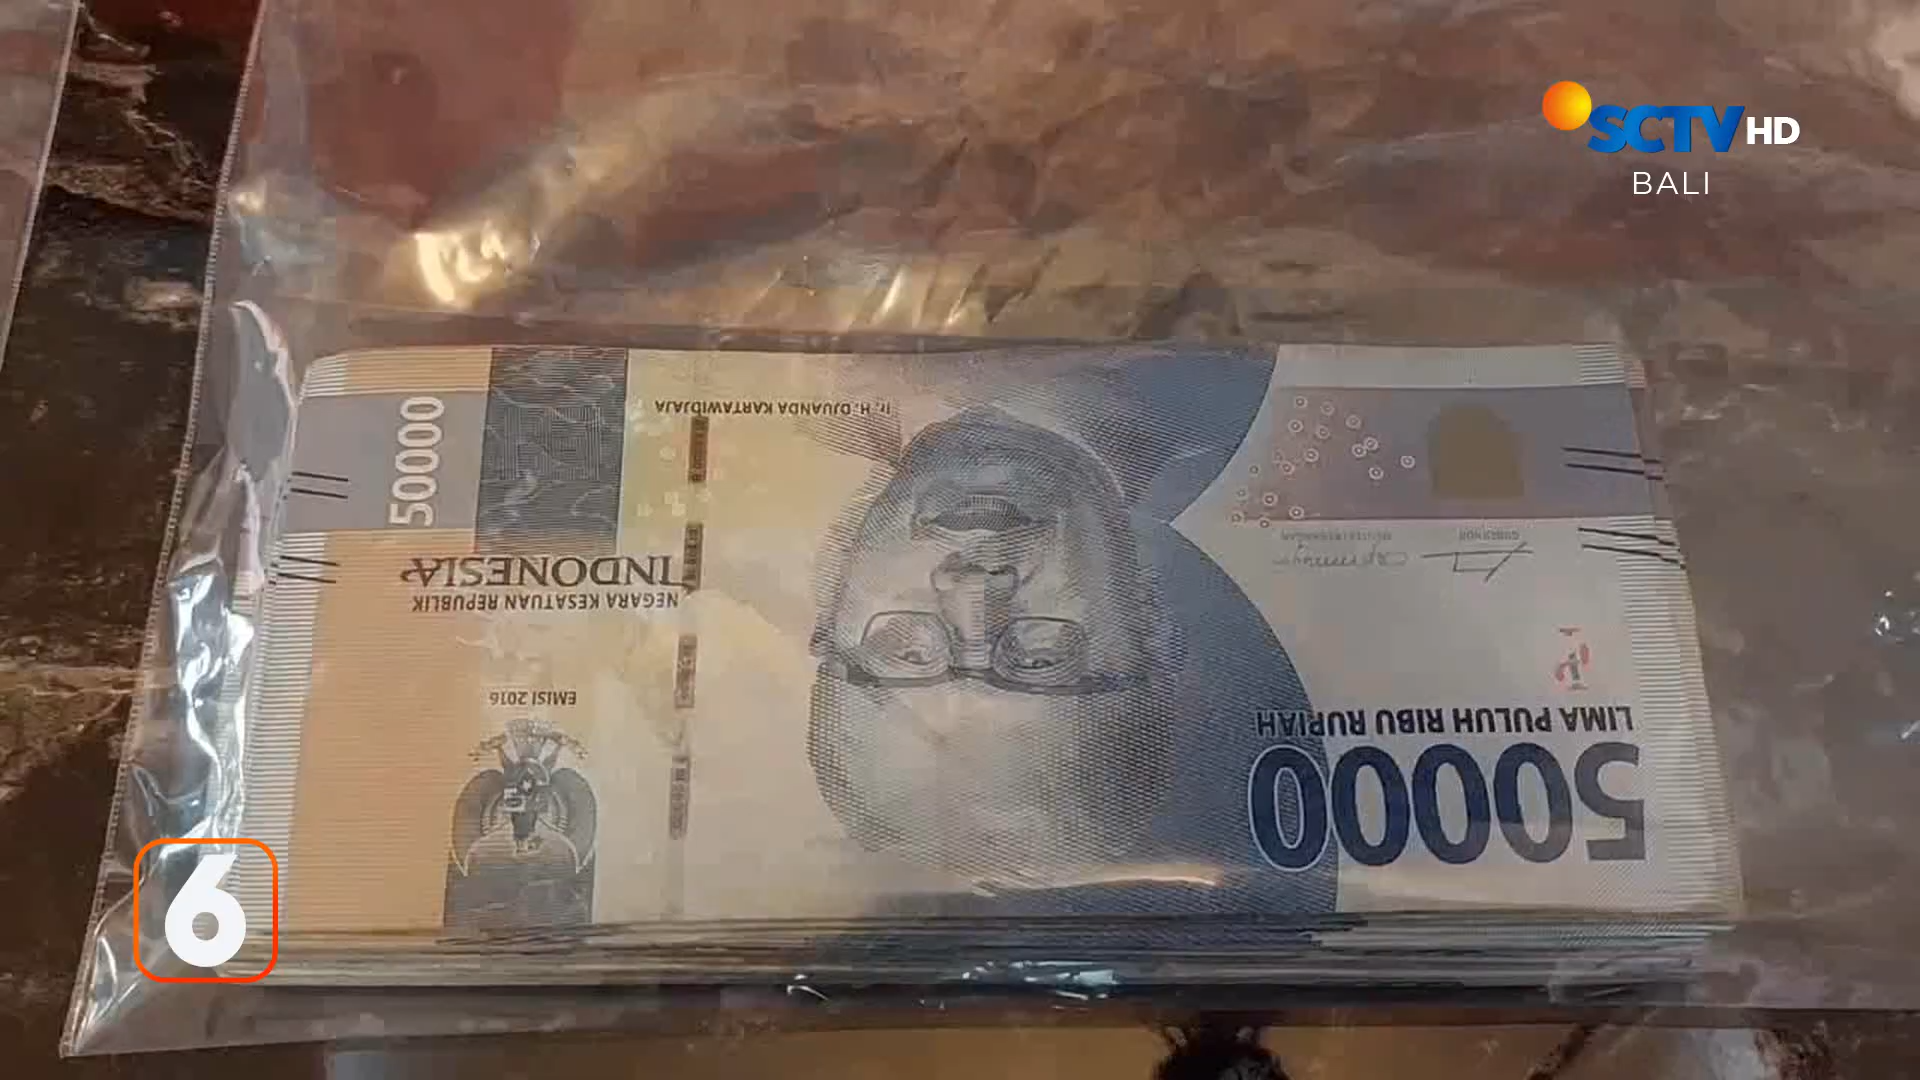 SCTV HD
BALI
Ir. H. DJUANDA KARTAWIDJAJA
50000
INDONESIA
NEGARA KESATUAN REPUBLIK
GUBERNUR
EMISI 2016
LIMA PULUH RIBU RUPIAH
50000
6